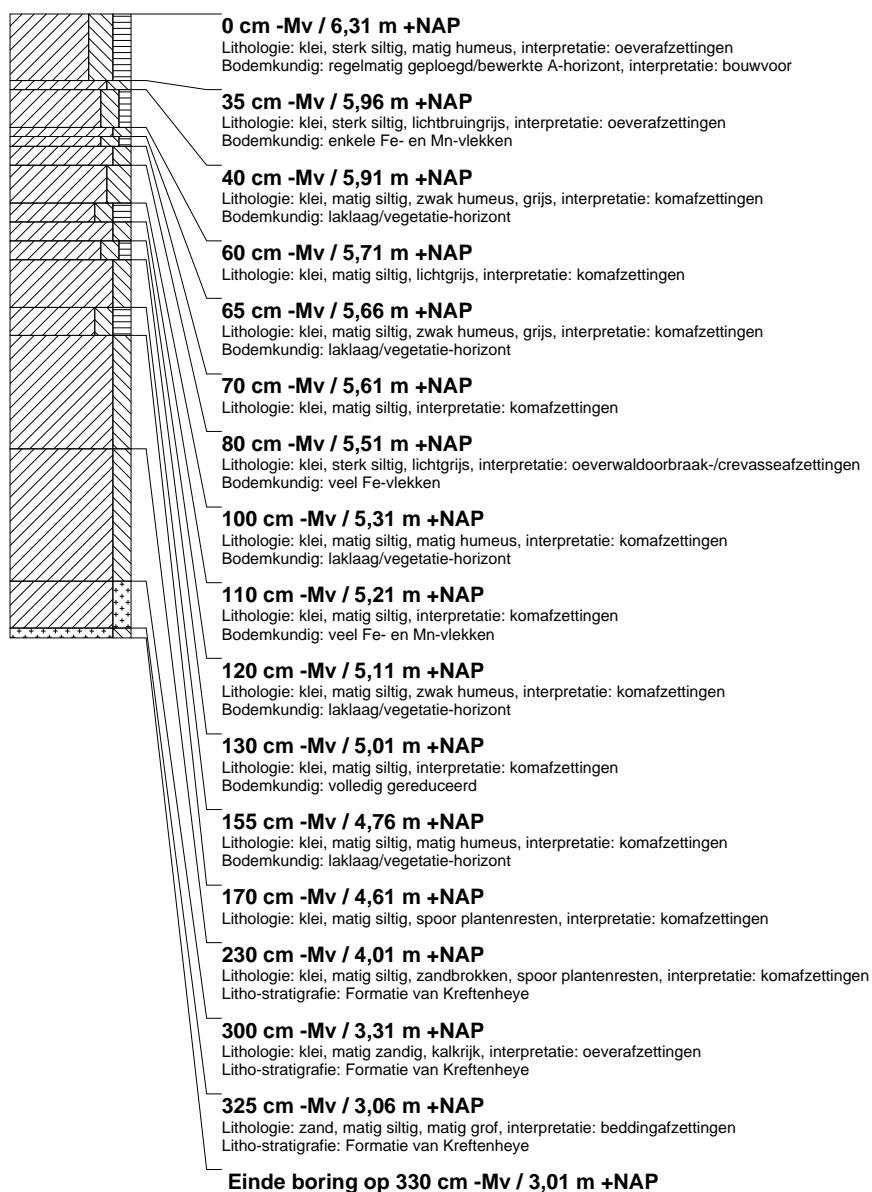 0 cm -Mv / 6,31 m +NAP
Lithologie: klei, sterk siltig, matig humeus, interpretatie: oeverafzettingen
Bodemkundig: regelmatig geploegd/bewerkte A-horizont, interpretatie: bouwvoor
35 cm -Mv / 5,96 m +NAP
Lithologie: klei, sterk siltig, lichtbruingrijs, interpretatie: oeverafzettingen
Bodemkundig: enkele Fe- en Mn-vlekken
40 cm -Mv / 5,91 m +NAP
Lithologie: klei, matig siltig, zwak humeus, grijs, interpretatie: komafzettingen
Bodemkundig: laklaag/vegetatie-horizont
60 cm -Mv / 5,71 m +NAP
Lithologie: klei, matig siltig, lichtgrijs, interpretatie: komafzettingen
65 cm -Mv / 5,66 m +NAP
Lithologie: klei, matig siltig, zwak humeus, grijs, interpretatie: komafzettingen
Bodemkundig: laklaag/vegetatie-horizont
70 cm -Mv / 5,61 m +NAP
Lithologie: klei, matig siltig, interpretatie: komafzettingen
80 cm -Mv / 5,51 m +NAP
Lithologie: klei, sterk siltig, lichtgrijs, interpretatie: oeverwaldoorbraak-/crevasseafzettingen
Bodemkundig: veel Fe-vlekken
100 cm -Mv / 5,31 m +NAP
Lithologie: klei, matig siltig, matig humeus, interpretatie: komafzettingen
Bodemkundig: laklaag/vegetatie-horizont
110 cm -Mv / 5,21 m +NAP
Lithologie: klei, matig siltig, interpretatie: komafzettingen
Bodemkundig: veel Fe- en Mn-vlekken
120 cm -Mv / 5,11 m +NAP
Lithologie: klei, matig siltig, zwak humeus, interpretatie: komafzettingen
Bodemkundig: laklaag/vegetatie-horizont
130 cm -Mv / 5,01 m +NAP
Lithologie: klei, matig siltig, interpretatie: komafzettingen
Bodemkundig: volledig gereduceerd
155 cm -Mv / 4,76 m +NAP
Lithologie: klei, matig siltig, matig humeus, interpretatie: komafzettingen
Bodemkundig: laklaag/vegetatie-horizont
170 cm -Mv / 4,61 m +NAP
Lithologie: klei, matig siltig, spoor plantenresten, interpretatie: komafzettingen
230 cm -Mv / 4,01 m +NAP
Lithologie: klei, matig siltig, zandbrokken, spoor plantenresten, interpretatie: komafzettingen
Litho-stratigrafie: Formatie van Kreftenheye
300 cm -Mv / 3,31 m +NAP
Lithologie: klei, matig zandig, kalkrijk, interpretatie: oeverafzettingen
Litho-stratigrafie: Formatie van Kreftenheye
325 cm -Mv / 3,06 m +NAP
Lithologie: zand, matig siltig, matig grof, interpretatie: beddingafzettingen
Litho-stratigrafie: Formatie van Kreftenheye
Einde boring op 330 cm -Mv / 3,01 m +NAP